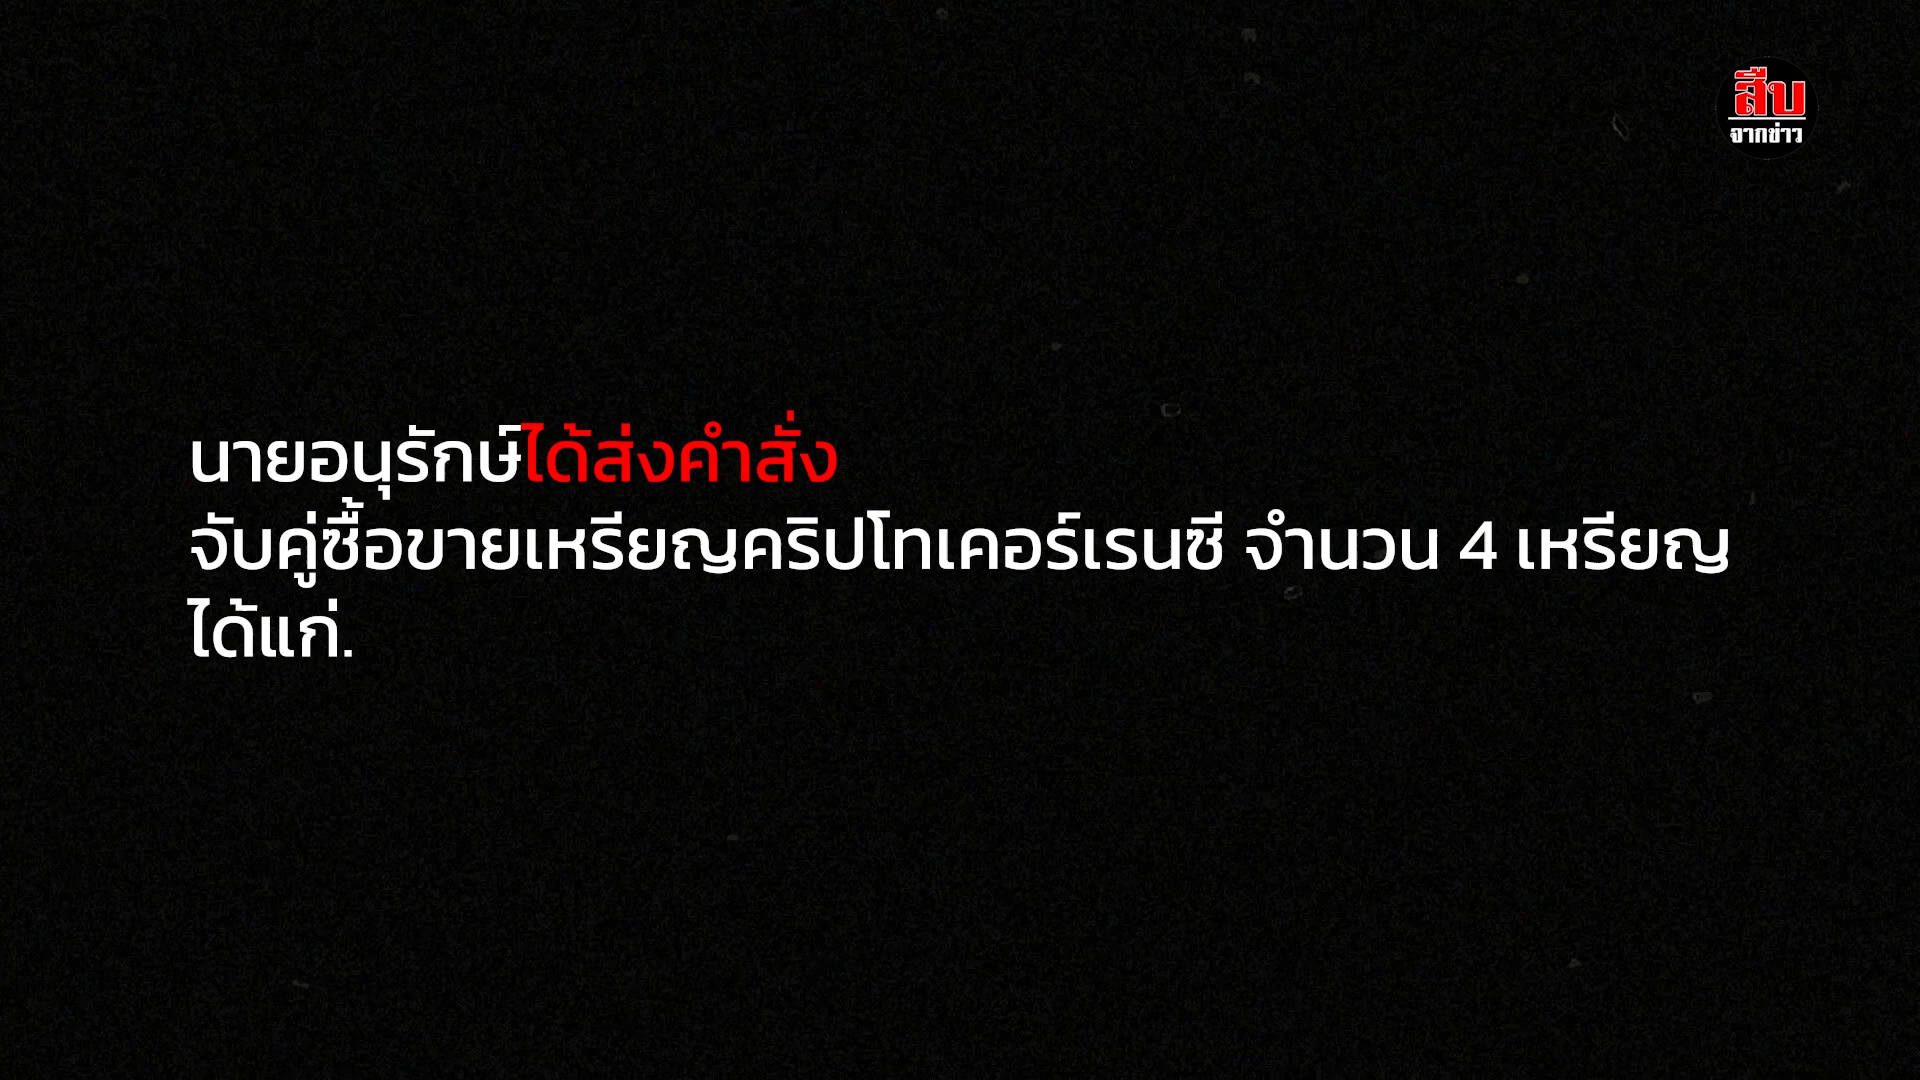 สืบ
จากข่าว
นายอนุรักษ์ได้ส่งคำสั่ง
จับคู่ซื้อขายเหรียญคริปโทเคอร์เรนซี จำนวน 4 เหรียญ
ได้แก่.